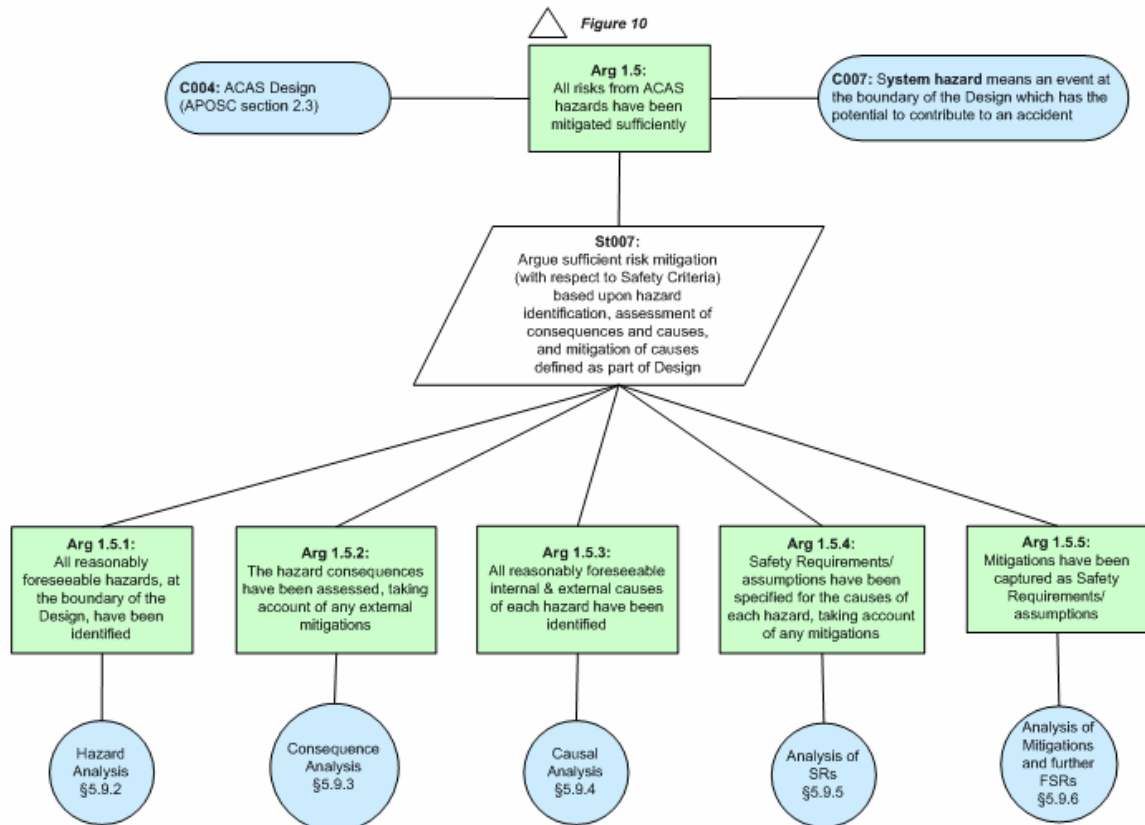 Figure 10
Arg 1.5:
All risks from ACAS
hazards have been
mitigated sufficiently
C004: ACAS Design
(APOSC section 2.3)
C007: System hazard means an event at
the boundary of the Design which has the
potential to contribute to an accident
St007:
Argue sufficient risk mitigation
(with respect to Safety Criteria)
based upon hazard
identification, assessment of
consequences and causes,
and mitigation of causes
defined as part of Design
Arg 1.5.1:
All reasonably
foreseeable hazards, at
the boundary of the
Design, have been
identified
Arg 1.5.2:
The hazard consequences
have been assessed, taking
account of any external
mitigations
Arg 1.5.3:
All reasonably foreseeable
internal & external causes
of each hazard have been
identified
Arg 1.5.4:
Safety Requirements/
assumptions have been
specified for the causes of
each hazard, taking account
of any mitigations
Arg 1.5.5:
Mitigations have been
captured as Safety
Requirements/
assumptions
Hazard
Analysis
§5.9.2
Consequence
Analysis
§5.9.3
Causal
Analysis
§5.9.4
Analysis of
SRs
§5.9.5
Analysis of
Mitigations
and further
FSRs
§5.9.6